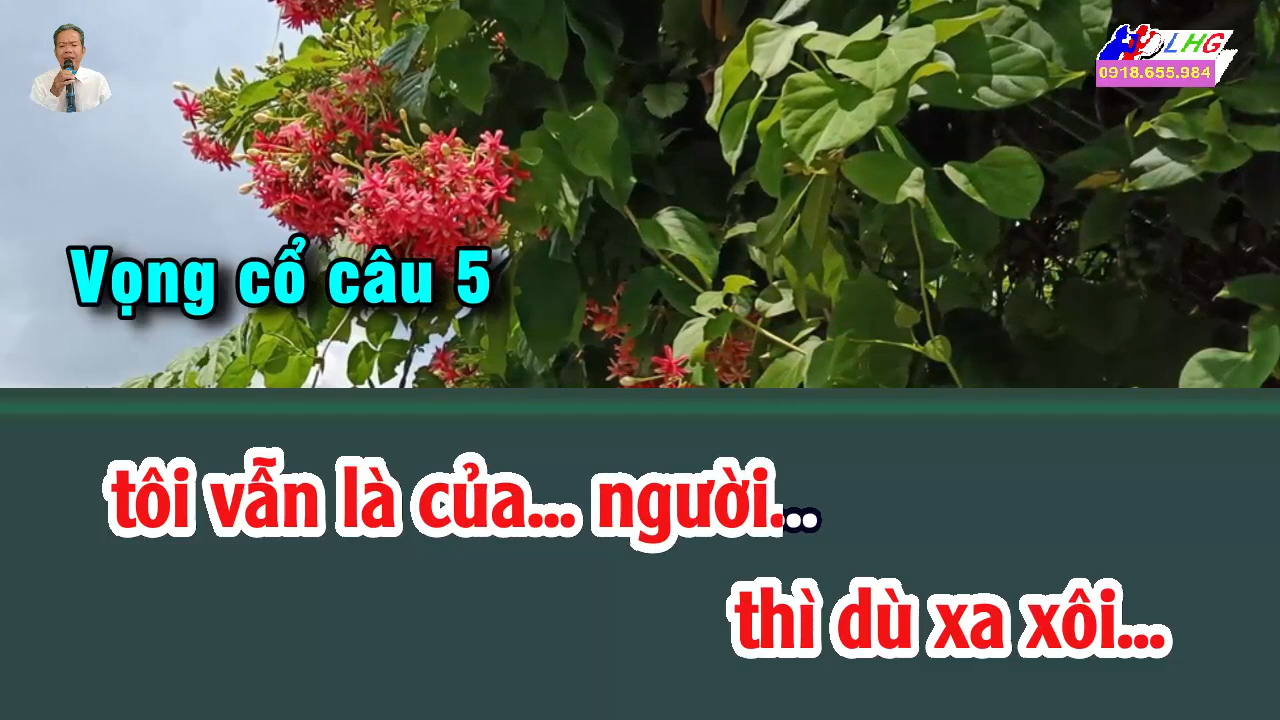 LHG
0918.655.984
Vọng cổ câu 5
tôi vẫn là của... người...
thì dù xa xôi...